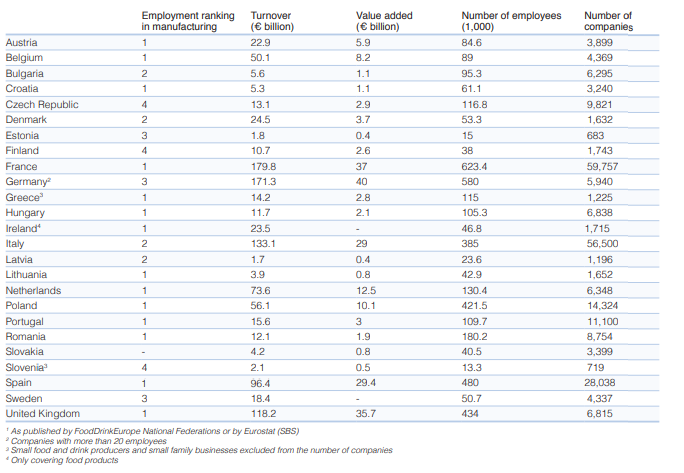 Employment ranking in manufacturing Turnover (€ billion) Value added (€ billion) Number of employees (1,000) Number of companies
Austria 1 22.9 5.9 84.6 3,899
Belgium 1 50.1 8.2 89 4,369
Bulgaria 2 5.6 1.1 95.3 6,295
Croatia 1 5.3 1.1 61.1 3,240
Czech Republic 4 13.1 2.9 116.8 9,821
Denmark 2 24.5 3.7 53.3 1,632
Estonia 3 1.8 0.4 15 683
Finland 4 10.7 2.6 38 1,743
France 1 179.8 37 623.4 59,757
Germany² 3 171.3 40 580 5,940
Greece³ 1 14.2 2.8 115 1,225
Hungary 1 11.7 2.1 105.3 6,838
Ireland⁴ 1 23.5 - 46.8 1,715
Italy 2 133.1 29 385 56,500
Latvia 2 1.7 0.4 23.6 1,196
Lithuania 1 3.9 0.8 42.9 1,652
Netherlands 1 73.6 12.5 130.4 6,348
Poland 1 56.1 10.1 421.5 14,324
Portugal 1 15.6 3 109.7 11,100
Romania 1 12.1 1.9 180.2 8,754
Slovakia - 4.2 0.8 40.5 3,399
Slovenia³ 4 2.1 0.5 13.3 719
Spain 1 96.4 29.4 480 28,038
Sweden 3 18.4 - 50.7 4,337
United Kingdom 1 118.2 35.7 434 6,815
¹ As published by FoodDrinkEurope National Federations or by Eurostat (SBS)
² Companies with more than 20 employees
³ Small food and drink producers and small family businesses excluded from the number of companies
⁴ Only covering food products